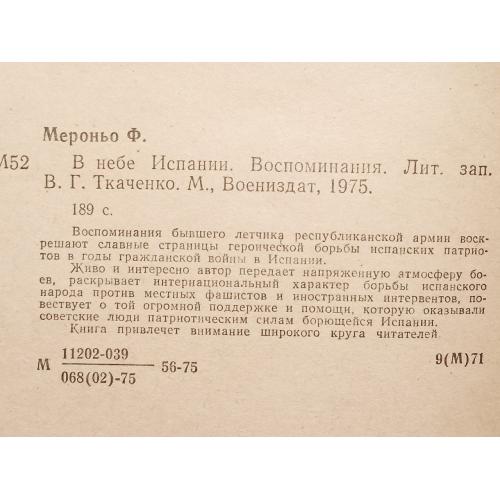 Мероньо Ф.
М52 В небе Испании. Воспоминания. Лит. зап.
В. Г. Ткаченко. М., Воениздат, 1975.
189 с.
Воспоминания бывшего летчика республиканской армии воск-
решают славные страницы героической борьбы испанских патрио-
тов в годы гражданской войны в Испании.
Живо и интересно автор передает напряженную атмосферу бо-
ев, раскрывает интернациональный характер борьбы испанского
народа против местных фашистов и иностранных интервентов, по-
вествует о той огромной поддержке и помощи, которую оказывали
советские люди патриотическим силам борющейся Испании.
Книга привлечет внимание широкого круга читателей.
М 11202-039
068(02)-75 56-75 9(М)71